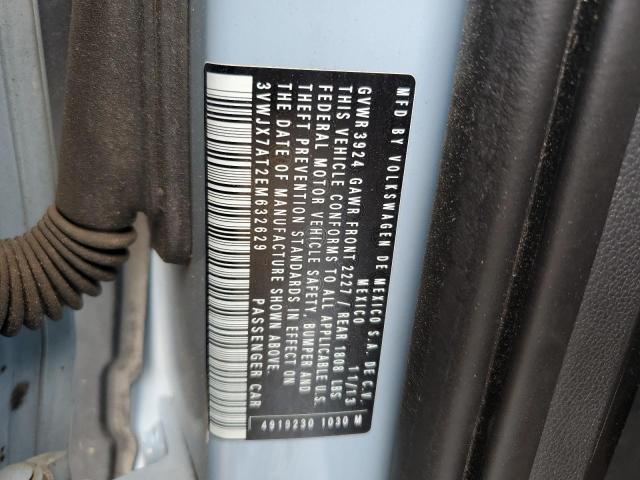 MFD BY VOLKSWAGEN DE MEXICO S.A. DE C.V.
MEXICO 11/13
GVWR 3924 GAWR FRONT 2227 / REAR 1808 LBS
THIS VEHICLE CONFORMS TO ALL APPLICABLE U.S.
FEDERAL MOTOR VEHICLE SAFETY, BUMPER AND
THEFT PREVENTION STANDARDS IN EFFECT ON
THE DATE OF MANUFACTURE SHOWN ABOVE.
3VWJX7AT2EM632629 PASSENGER CAR
4919230 1030 M